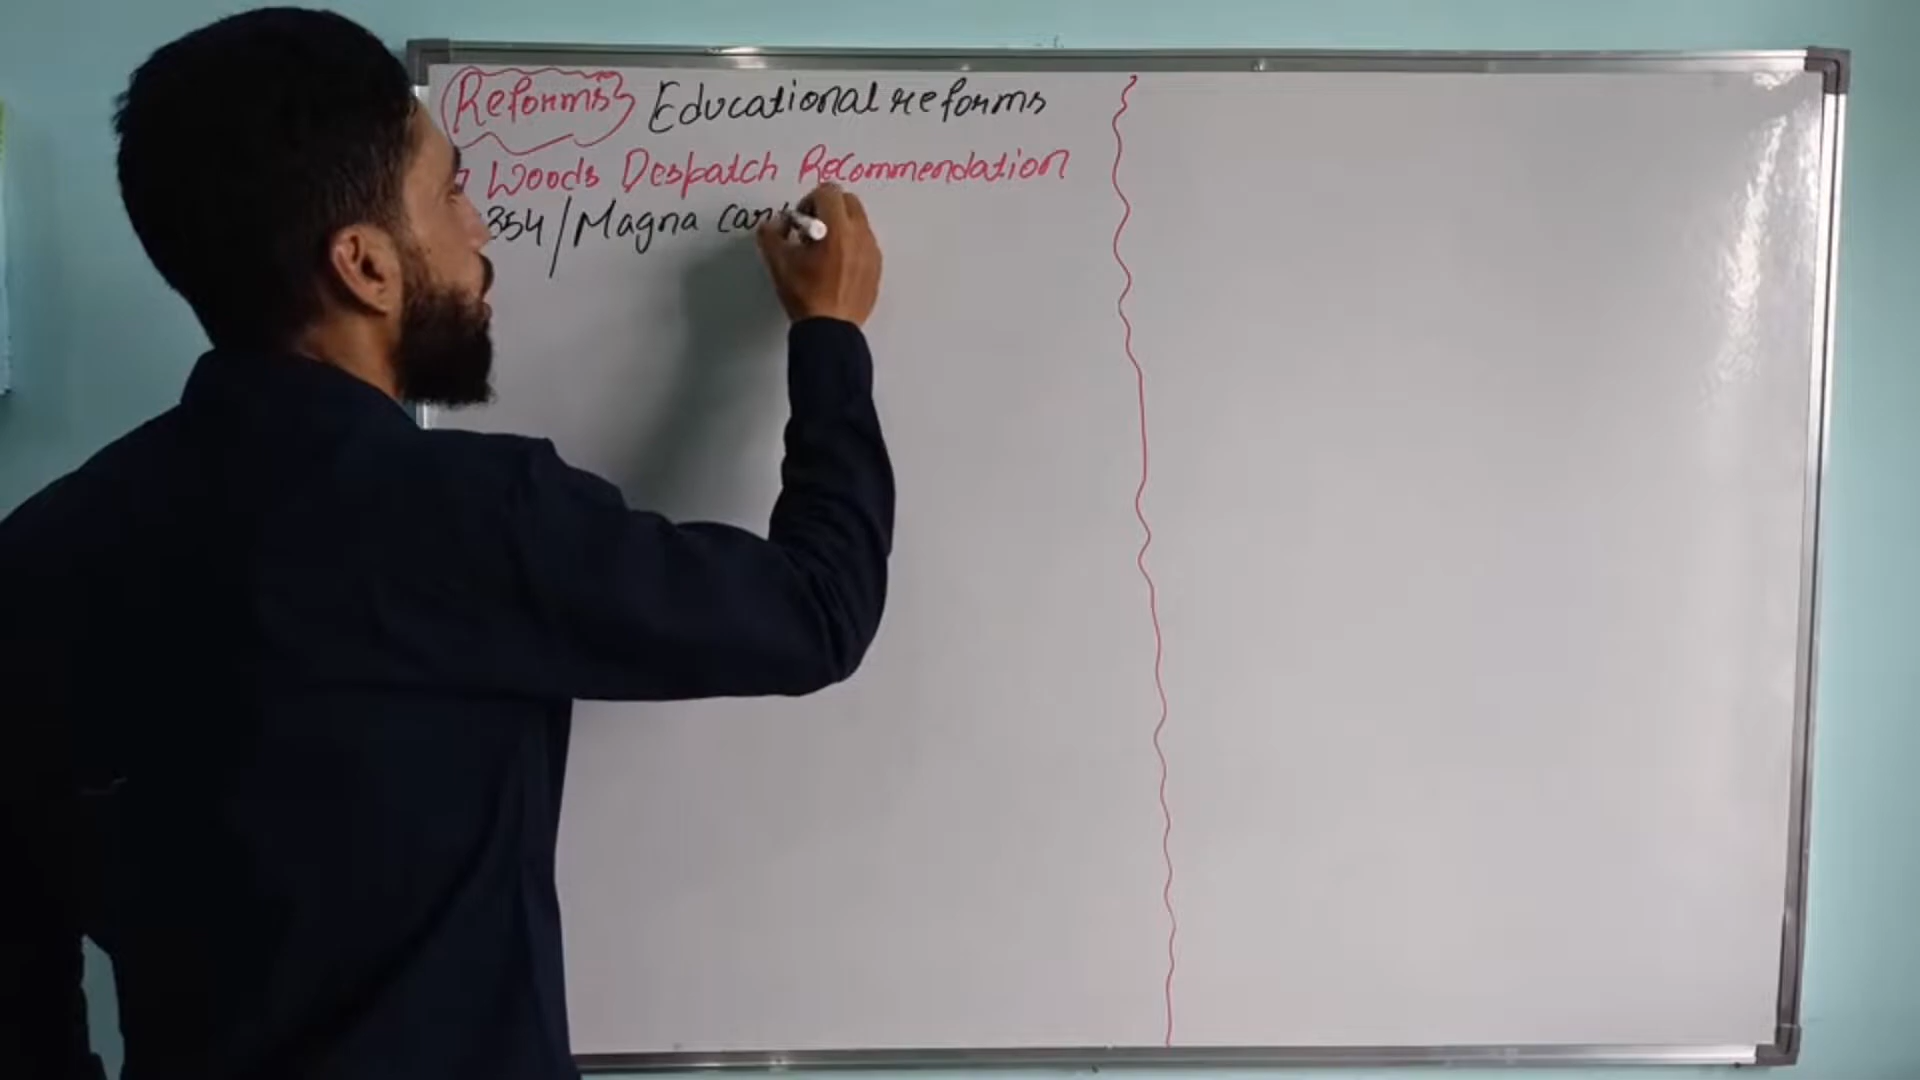 Reforms Educational reforms
Woods Despatch Recommendation
354/Magna